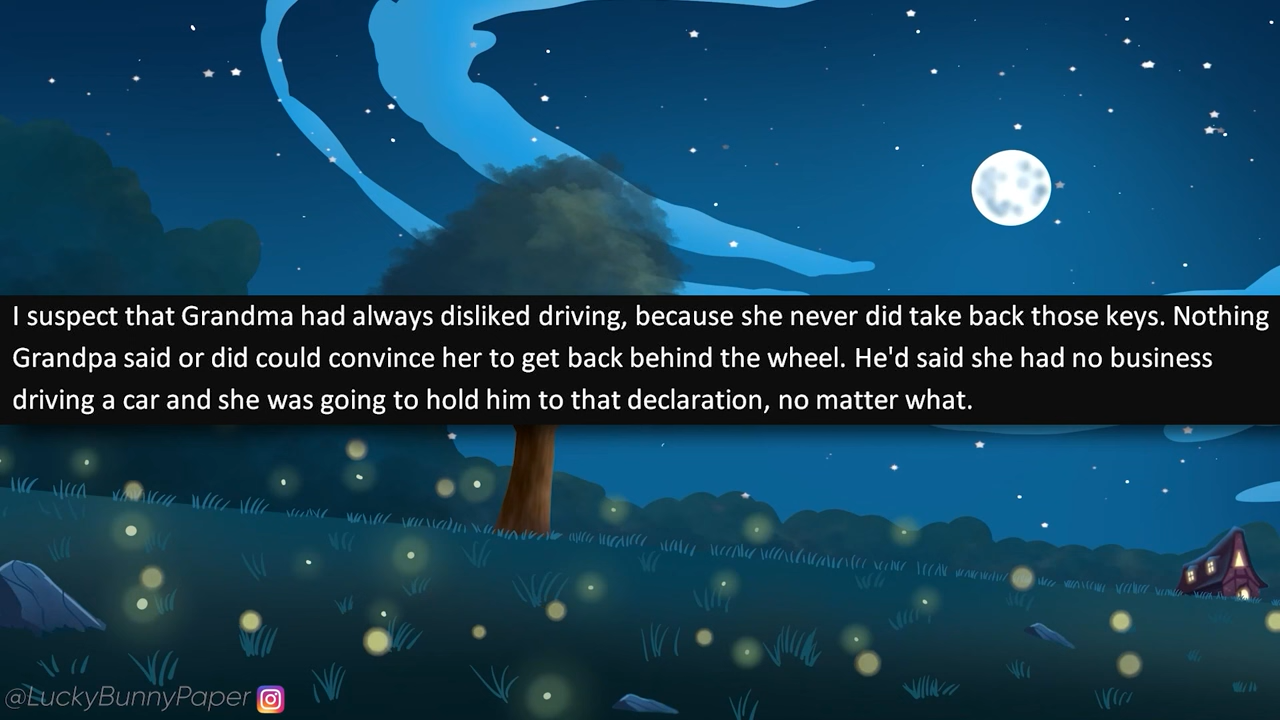 I suspect that Grandma had always disliked driving, because she never did take back those keys. Nothing
Grandpa said or did could convince her to get back behind the wheel. He'd said she had no business
driving a car and she was going to hold him to that declaration, no matter what.
@LuckyBunnyPaper